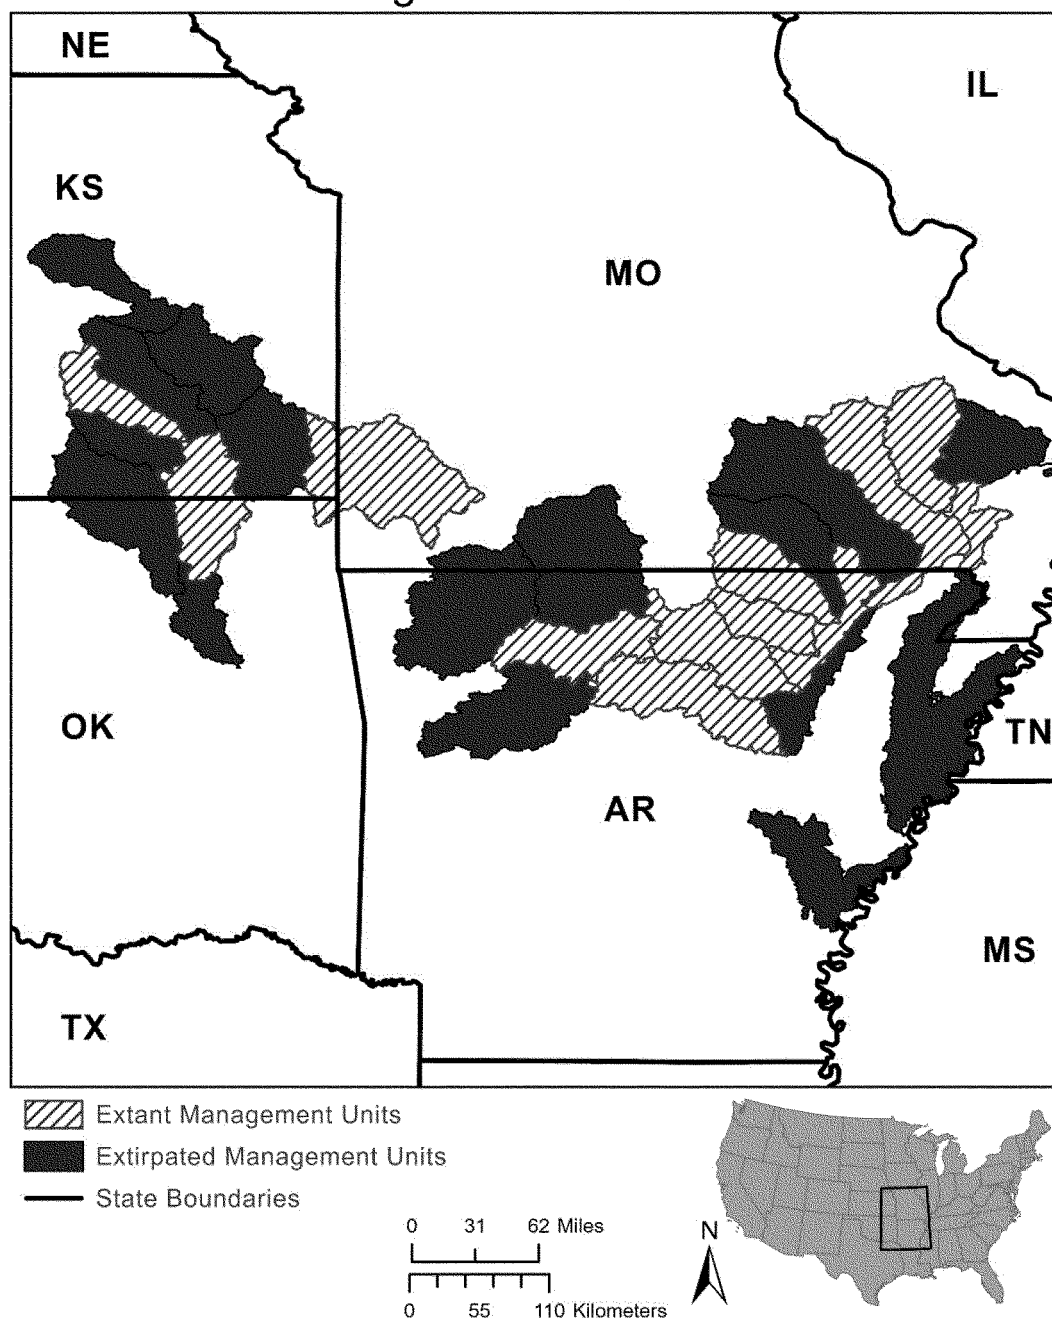 NE
IL
KS
MO
OK
TN
AR
MS
TX
Extant Management Units
Extirpated Management Units
State Boundaries
0 31 62 Miles
N
0 55 110 Kilometers